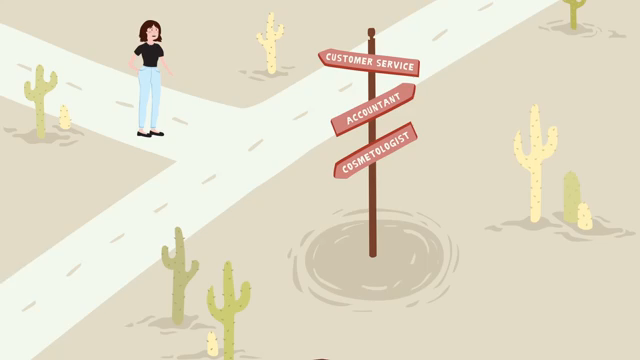 CUSTOMER SERVICE
ACCOUNTANT
COSMETOLOGIST